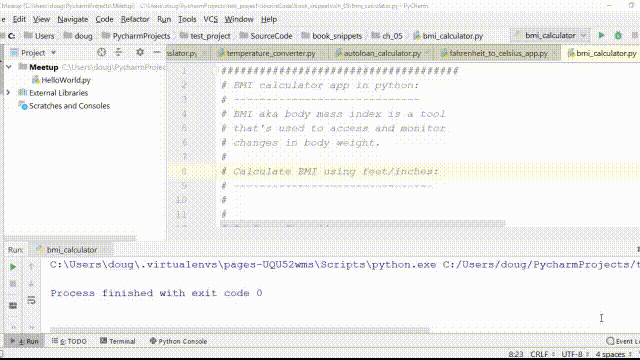 Meetup [C:\Users\doug\PycharmProjects\Meetup] - C:\Users\doug\PycharmProjects\test_project\SourceCode\book_snippets\ch_05\bmi_calculator.py - PyCharm
Edit View Navigate Code Refactor Run Tools VCS Window Help
C: Users doug PycharmProjects test_project SourceCode book_snippets ch_05 bmi_calculator.py bmi_calculator
Project
ulator.py temperature_converter.py autoloan_calculator.py fahrenheit_to_celsius_app.py bmi_calculator.py
Meetup C:\Users\doug\PycharmProjec
HelloWorld.py
External Libraries
Scratches and Consoles
1 ####################################
2 # BMI calculator app in python:
3 # -----------------------------
4 # BMI aka body mass index is a tool
5 # that's used to access and monitor
6 # changes in body weight.
7 #
8 # Calculate BMI using feet/inches:
9 # -------------------------------
10 #
11 #
Run: bmi_calculator
C:\Users\doug\.virtualenvs\pages-UQU52wms\Scripts\python.exe C:/Users/doug/PycharmProjects/t
Process finished with exit code 0
4: Run 6: TODO Terminal Python Console Event L
8:23 CRLF UTF-8 4 spaces